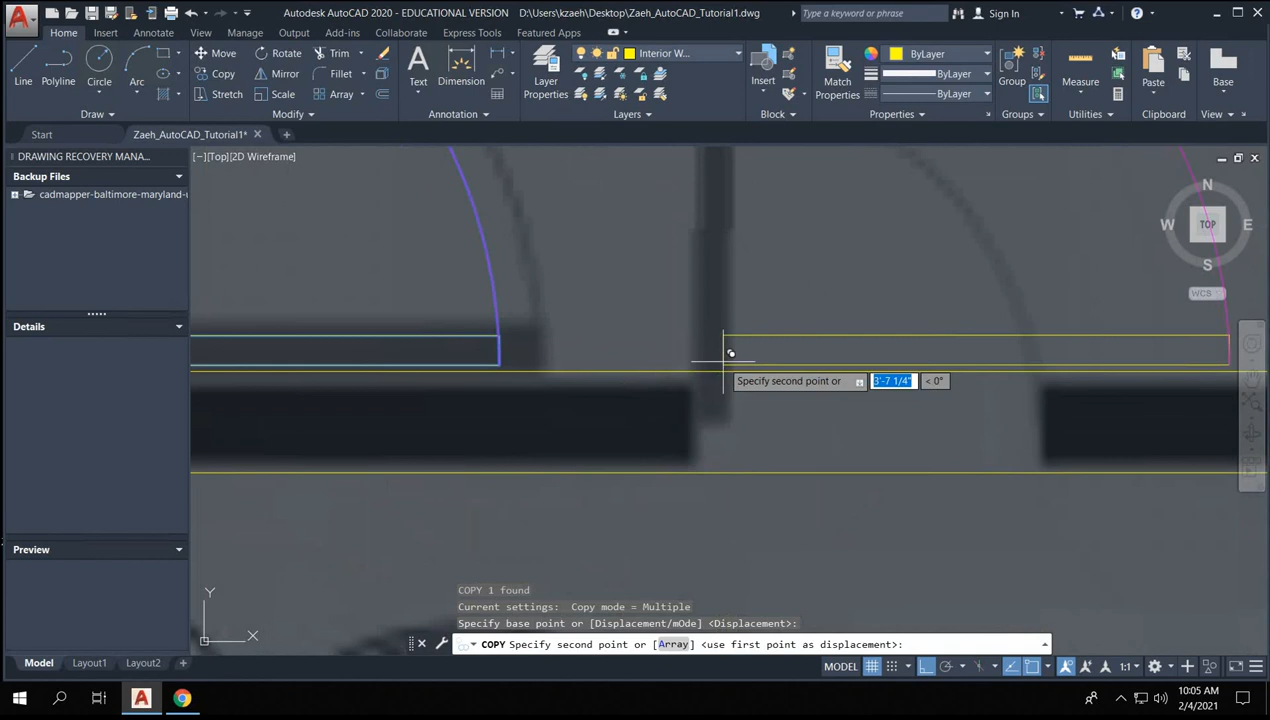 Autodesk AutoCAD 2020 - EDUCATIONAL VERSION D:\Users\kzaeh\Desktop\Zaeh_AutoCAD_Tutorial1.dwg Type a keyword or phrase Sign In
Home Insert Annotate View Manage Output Add-ins Collaborate Express Tools Featured Apps
Line Polyline Circle Arc
Move Rotate Trim
Copy Mirror Fillet
Stretch Scale Array
Text Dimension
Layer Properties
Interior W...
Insert
Match Properties
ByLayer
ByLayer
ByLayer
Group Measure Paste Base
Draw Modify Annotation Layers Block Properties Groups Utilities Clipboard View
Start Zaeh_AutoCAD_Tutorial1*
DRAWING RECOVERY MANA...
Backup Files
cadmapper-baltimore-maryland-u
Details
Preview
[−][Top][2D Wireframe]
N
W TOP E
S
WCS
Specify second point or 3'-7 1/4" < 0°
Y
X
COPY 1 found
Current settings: Copy mode = Multiple
Specify base point or [Displacement/mOde] <Displacement>:
COPY Specify second point or [Array] <use first point as displacement>:
Model Layout1 Layout2
MODEL 1:1
10:05 AM
2/4/2021